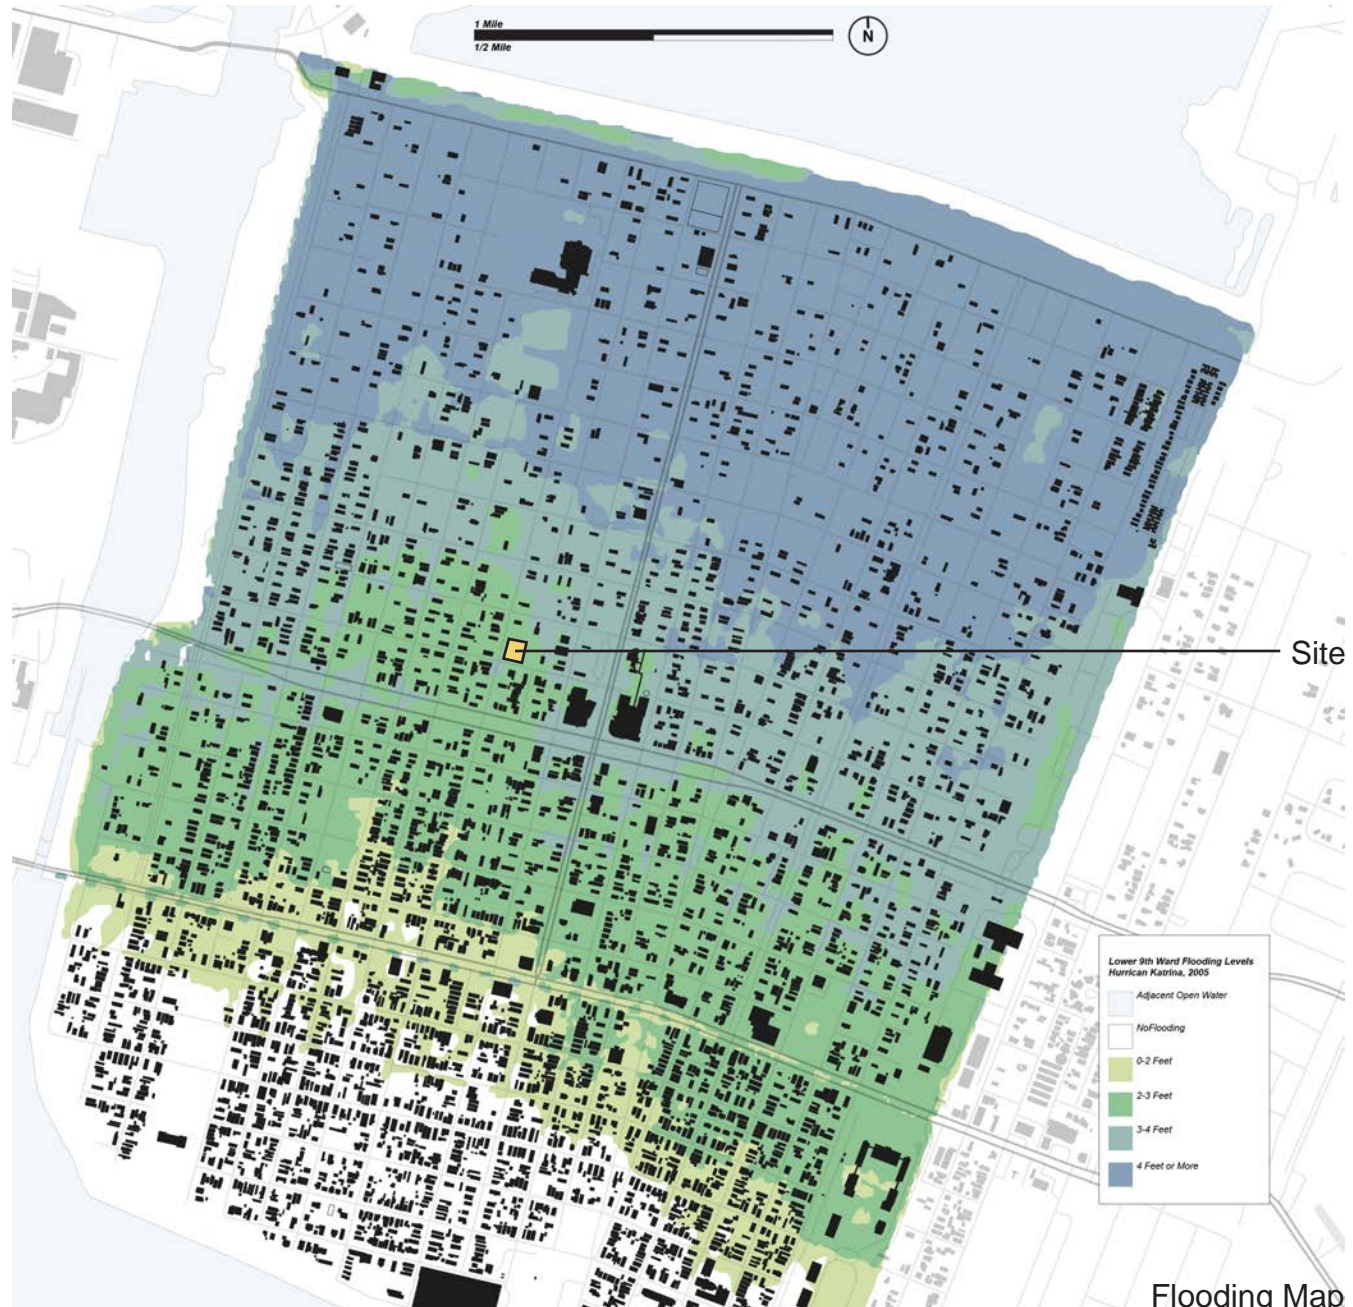 1 Mile
1/2 Mile
N
Site
Lower 9th Ward Flooding Levels
Hurrican Katrina, 2005
Adjacent Open Water
NoFlooding
0-2 Feet
2-3 Feet
3-4 Feet
4 Feet or More
Flooding Map